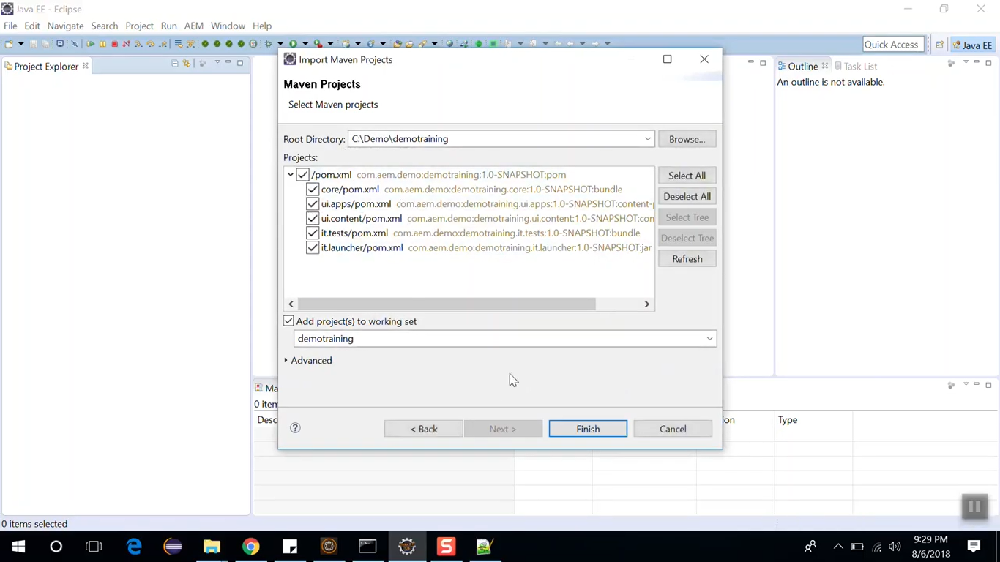 Java EE - Eclipse
File Edit Navigate Search Project Run AEM Window Help
Quick Access
Java EE
Project Explorer
Import Maven Projects
Maven Projects
Select Maven projects
Root Directory: C:\Demo\demotraining Browse...
Projects:
/pom.xml com.aem.demo:demotraining:1.0-SNAPSHOT:pom
core/pom.xml com.aem.demo:demotraining.core:1.0-SNAPSHOT:bundle
ui.apps/pom.xml com.aem.demo:demotraining.ui.apps:1.0-SNAPSHOT:content-
ui.content/pom.xml com.aem.demo:demotraining.ui.content:1.0-SNAPSHOT:con
it.tests/pom.xml com.aem.demo:demotraining.it.tests:1.0-SNAPSHOT:bundle
it.launcher/pom.xml com.aem.demo:demotraining.it.launcher:1.0-SNAPSHOT:jar
Select All
Deselect All
Select Tree
Deselect Tree
Refresh
Add project(s) to working set
demotraining
Advanced
? < Back Next > Finish Cancel
Outline Task List
An outline is not available.
Ma
0 item
Desc ion Type
0 items selected
S
9:29 PM
8/6/2018